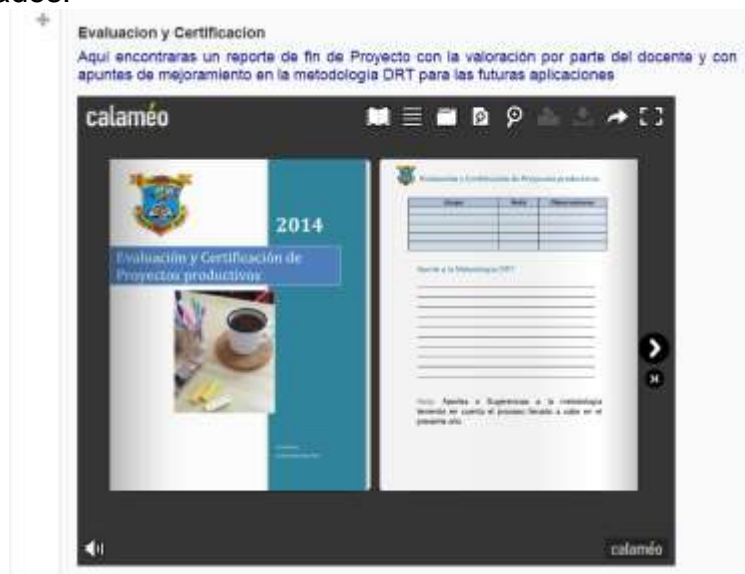 ados.
Evaluacion y Certificacion
Aqui encontraras un reporte de fin de Proyecto con la valoración por parte del docente y con
apuntes de mejoramiento en la metodologia DRT para las futuras aplicaciones
calaméo
2014
Evaluación y Certificación de
Proyectos productivos
Evaluación y Certificación de Proyectos productivos
Grupo Nota Observaciones
Aporte a la Metodologia DRT
Nota: Aportes o Sugerencias a la metodologia
teniendo en cuenta el proceso llevado a cabo en el
presente año
calaméo